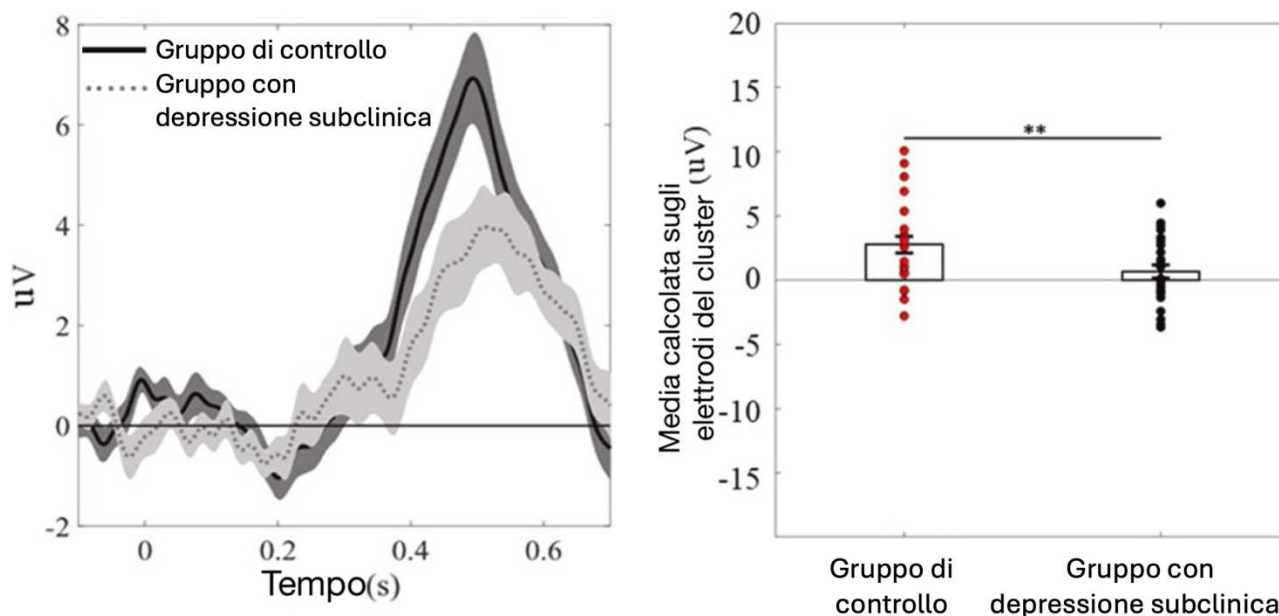 8
6
4
2
0
-2
uV
Gruppo di controllo
Gruppo con
depressione subclinica
0
0.2
0.4
0.6
Tempo(s)
20
15
10
5
0
-5
-10
-15
Media calcolata sugli
elettrodi del cluster (uV)
**
Gruppo di
controllo
Gruppo con
depressione subclinica